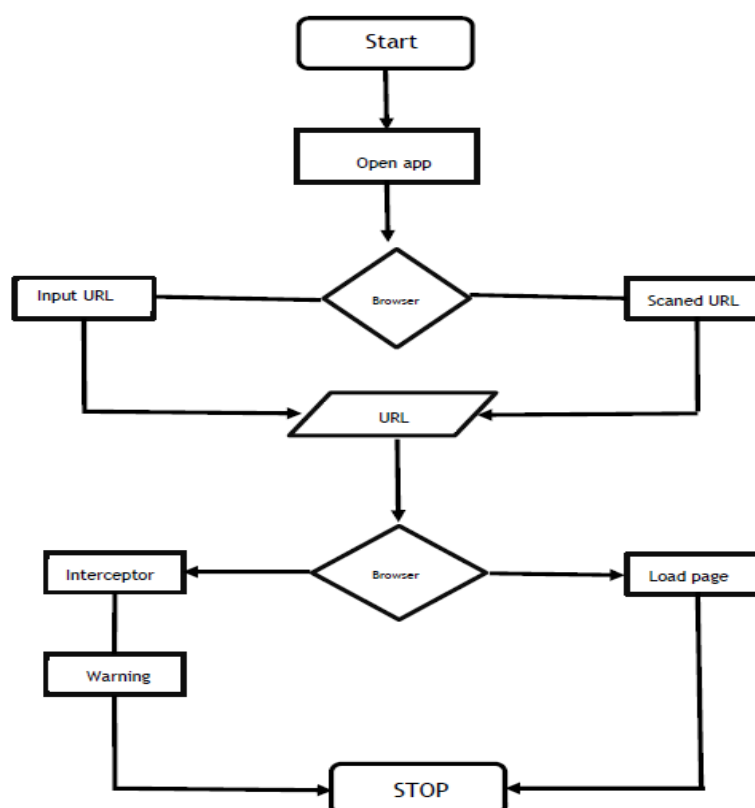 Start
Open app
Input URL
Browser
Scaned URL
URL
Interceptor
Browser
Load page
Warning
STOP